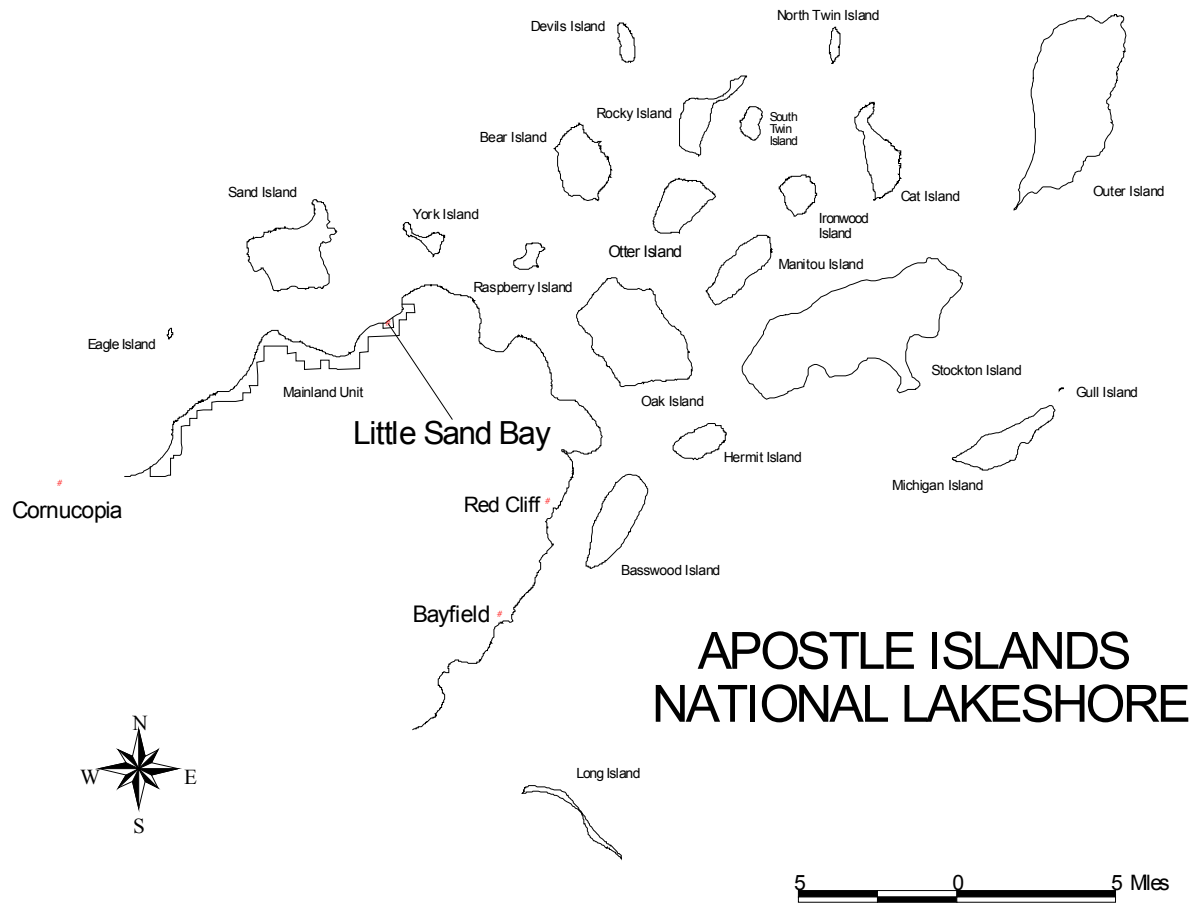 Devils Island
North Twin Island
Rocky Island
South
Twin
Island
Bear Island
Sand Island
Cat Island
Outer Island
York Island
Ironwood
Island
Otter Island
Manitou Island
Raspberry Island
Eagle Island
Mainland Unit
Stockton Island
Gull Island
Oak Island
Little Sand Bay
Hermit Island
Michigan Island
Cornucopia
Red Cliff
Basswood Island
Bayfield
APOSTLE ISLANDS
NATIONAL LAKESHORE
N
W
E
S
Long Island
5 0 5 Miles